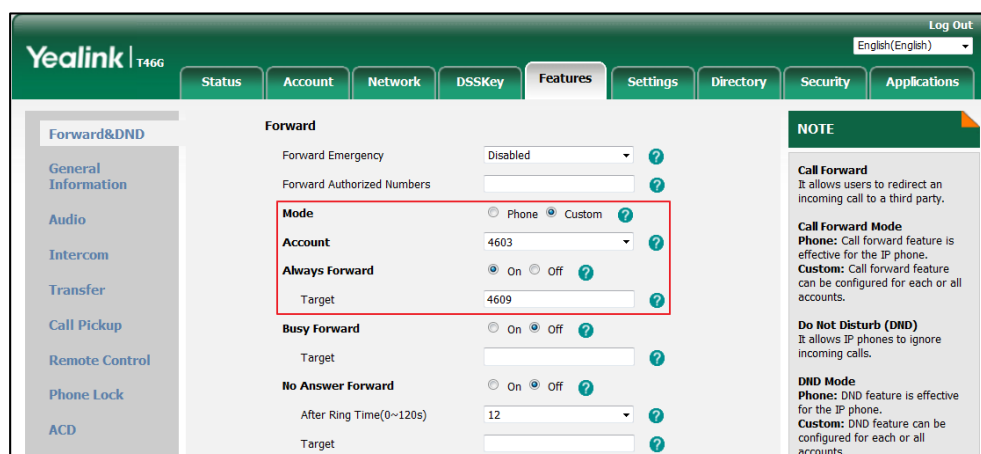 Log Out
Yealink | T46G
English(English)
Status Account Network DSSKey Features Settings Directory Security Applications
Forward&DND
General
Information
Audio
Intercom
Transfer
Call Pickup
Remote Control
Phone Lock
ACD
Forward
Forward Emergency Disabled
Forward Authorized Numbers
Mode Phone Custom
Account 4603
Always Forward On Off
Target 4609
Busy Forward On Off
Target
No Answer Forward On Off
After Ring Time(0~120s) 12
Target
NOTE
Call Forward
It allows users to redirect an
incoming call to a third party.
Call Forward Mode
Phone: Call forward feature is
effective for the IP phone.
Custom: Call forward feature
can be configured for each or all
accounts.
Do Not Disturb (DND)
It allows IP phones to ignore
incoming calls.
DND Mode
Phone: DND feature is effective
for the IP phone.
Custom: DND feature can be
configured for each or all
accounts.